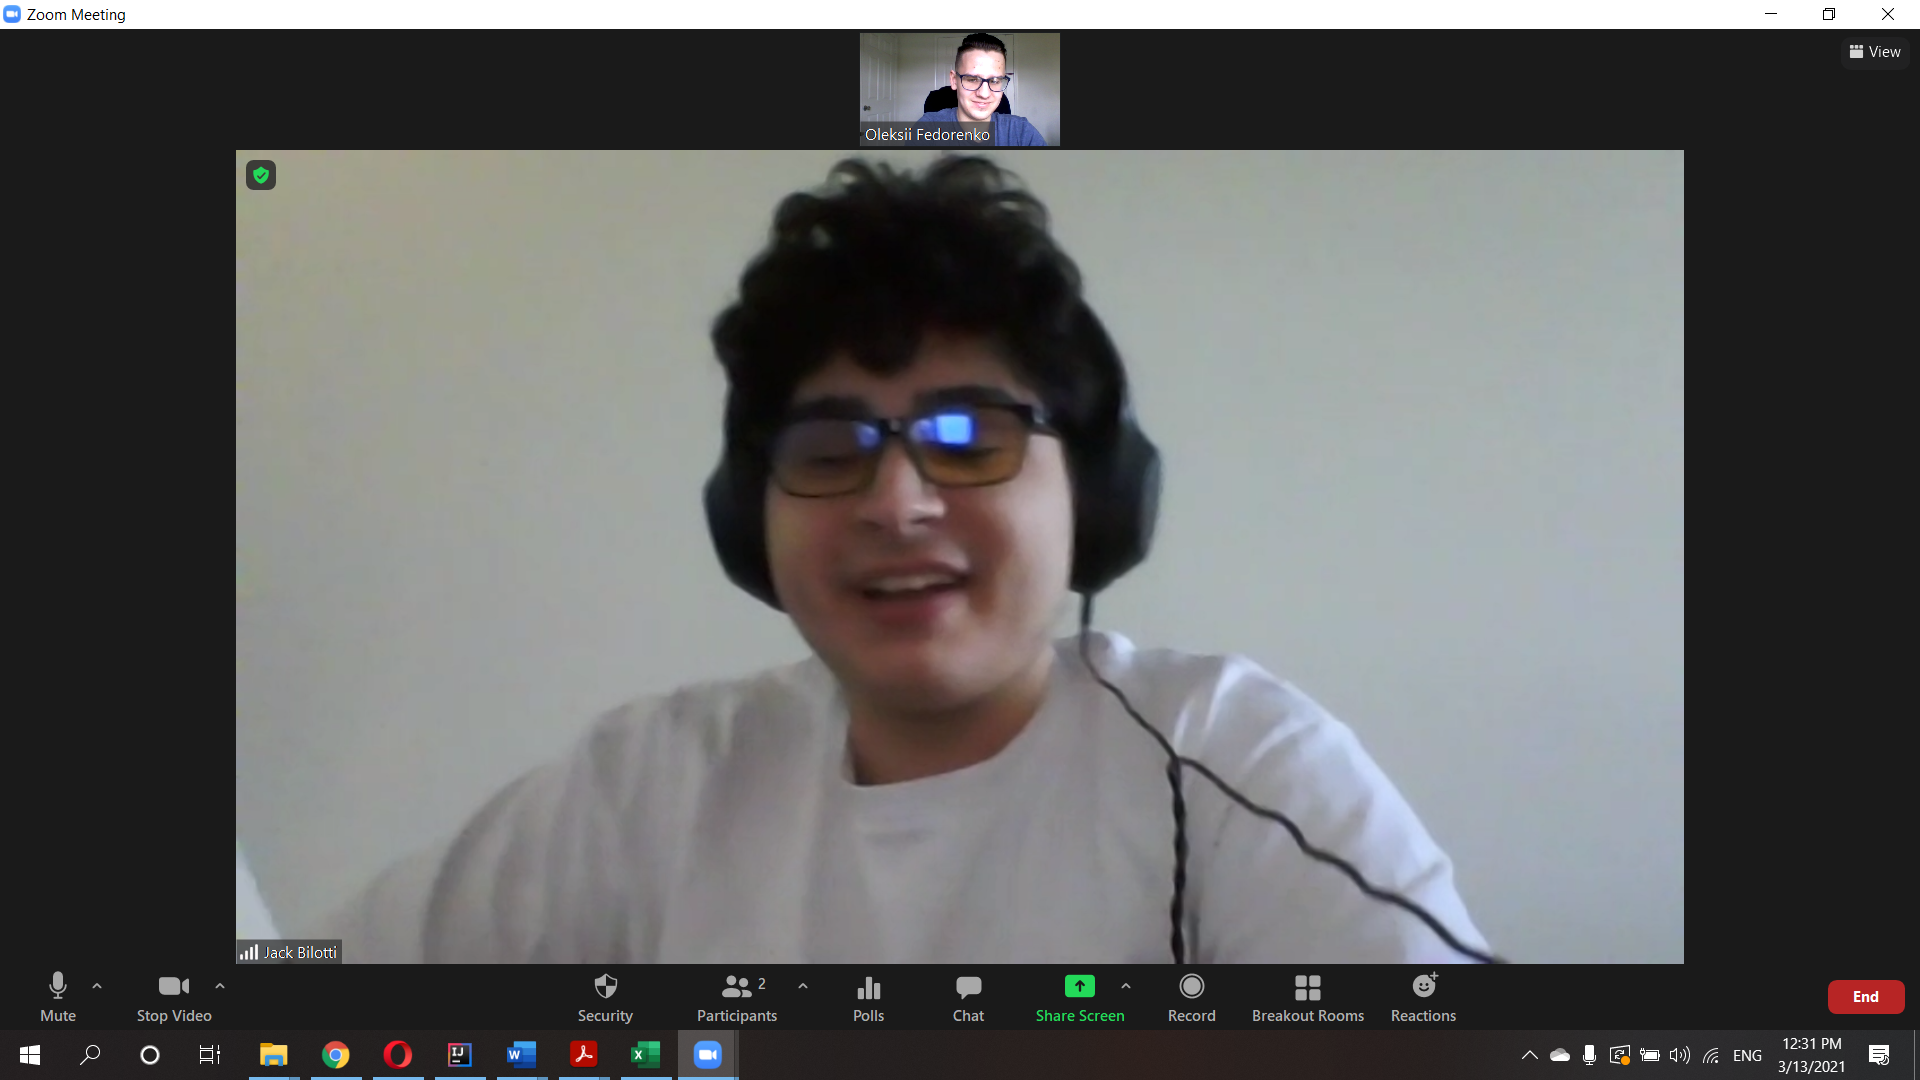 Zoom Meeting
View
Oleksii Fedorenko
Jack Bilotti
Mute
Stop Video
Security
Participants
2
Polls
Chat
Share Screen
Record
Breakout Rooms
Reactions
End
IJ
W
X
ENG
12:31 PM
3/13/2021